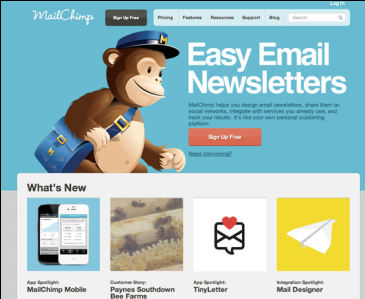 Log In
MailChimp
Sign Up Free
Pricing Features Resources Support Blog
Search
Easy Email
Newsletters
MailChimp helps you design email newsletters, share them on
social networks, integrate with services you already use, and
track your results. It's like your own personal publishing
platform.
Sign Up Free
Need convincing?
What's New
App Spotlight:
MailChimp Mobile
Customer Story:
Paynes Southdown
Bee Farms
App Spotlight:
TinyLetter
Integration Spotlight:
Mail Designer